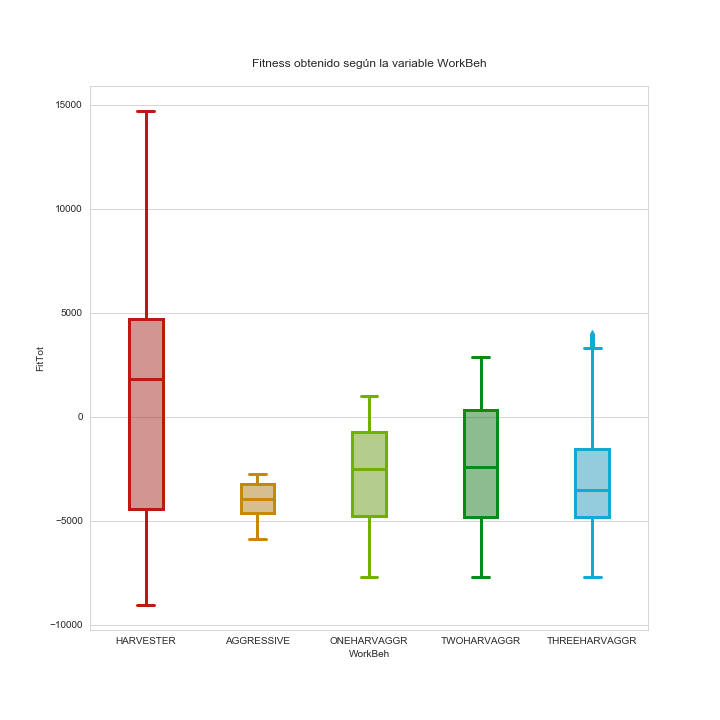 Fitness obtenido según la variable WorkBeh
15000
10000
5000
0
−5000
−10000
FitTot
HARVESTER AGGRESSIVE ONEHARVAGGR TWOHARVAGGR THREEHARVAGGR
WorkBeh